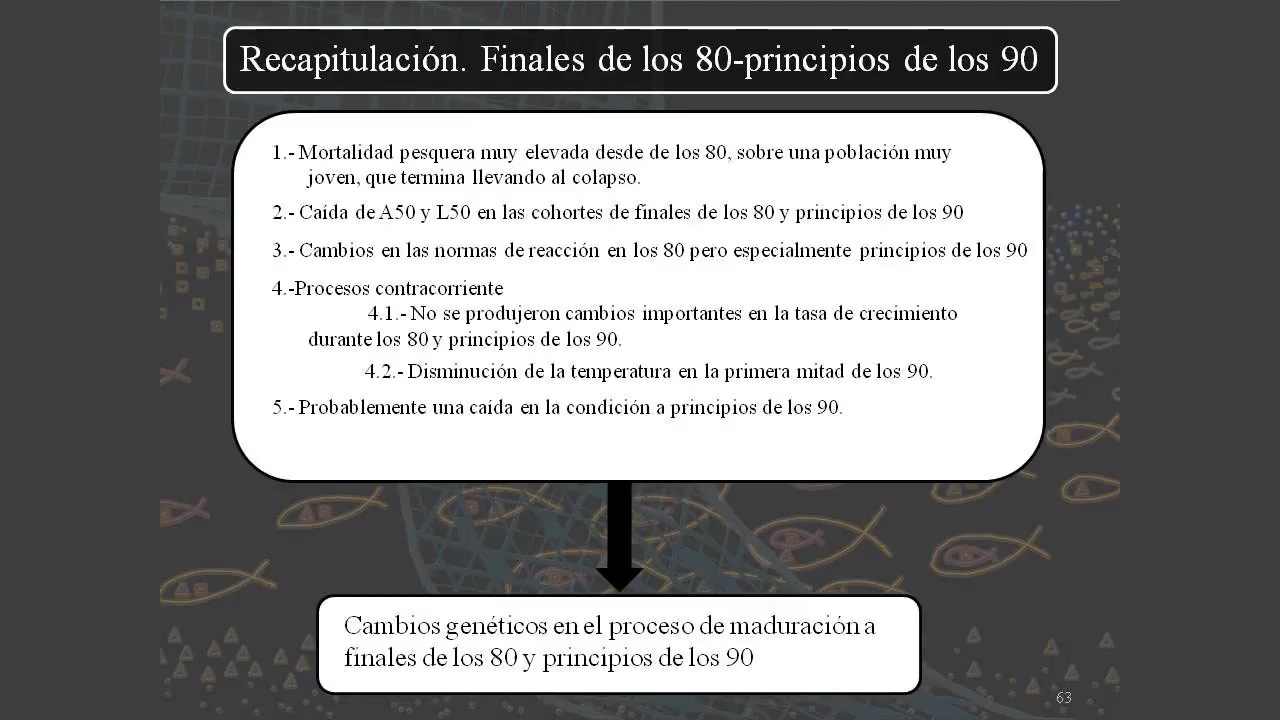 Recapitulación. Finales de los 80-principios de los 90
1.- Mortalidad pesquera muy elevada desde de los 80, sobre una población muy
joven, que termina llevando al colapso.
2.- Caída de A50 y L50 en las cohortes de finales de los 80 y principios de los 90
3.- Cambios en las normas de reacción en los 80 pero especialmente principios de los 90
4.-Procesos contracorriente
4.1.- No se produjeron cambios importantes en la tasa de crecimiento
durante los 80 y principios de los 90.
4.2.- Disminución de la temperatura en la primera mitad de los 90.
5.- Probablemente una caída en la condición a principios de los 90.
Cambios genéticos en el proceso de maduración a
finales de los 80 y principios de los 90
63